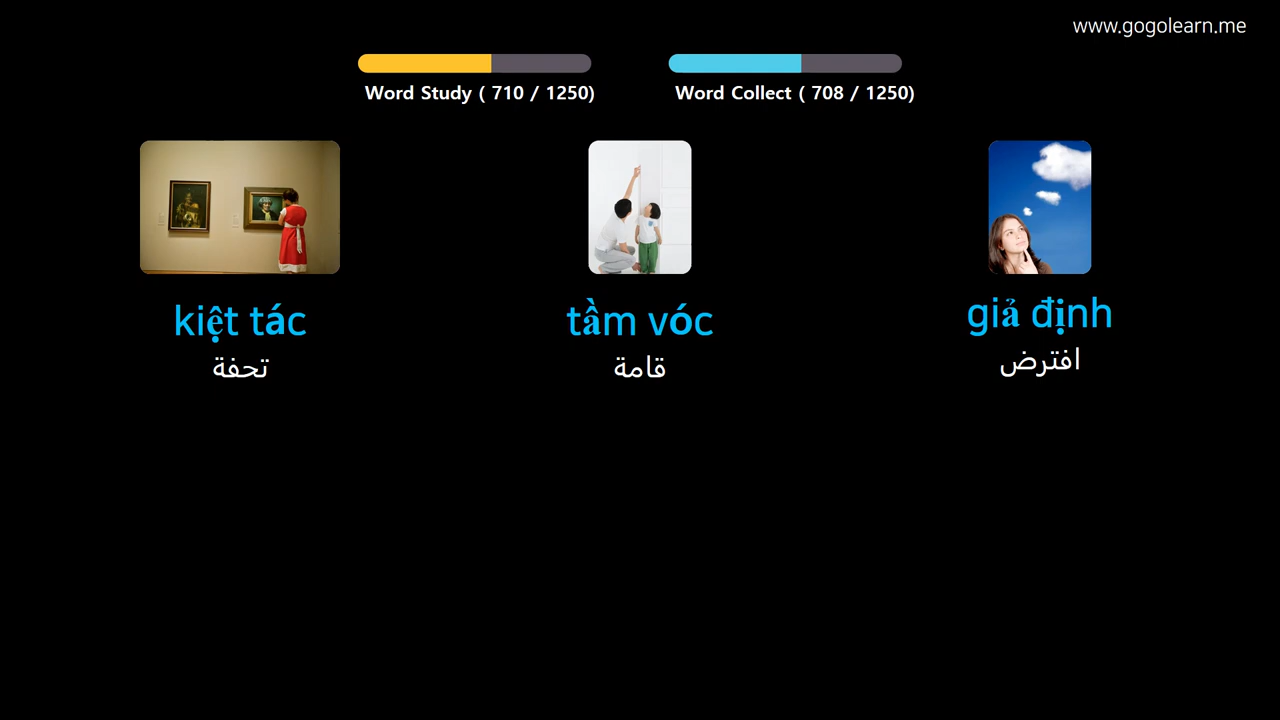 www.gogolearn.me
Word Study ( 710 / 1250)
Word Collect ( 708 / 1250)
kiệt tác
تحفة
tầm vóc
قامة
giả định
افترض